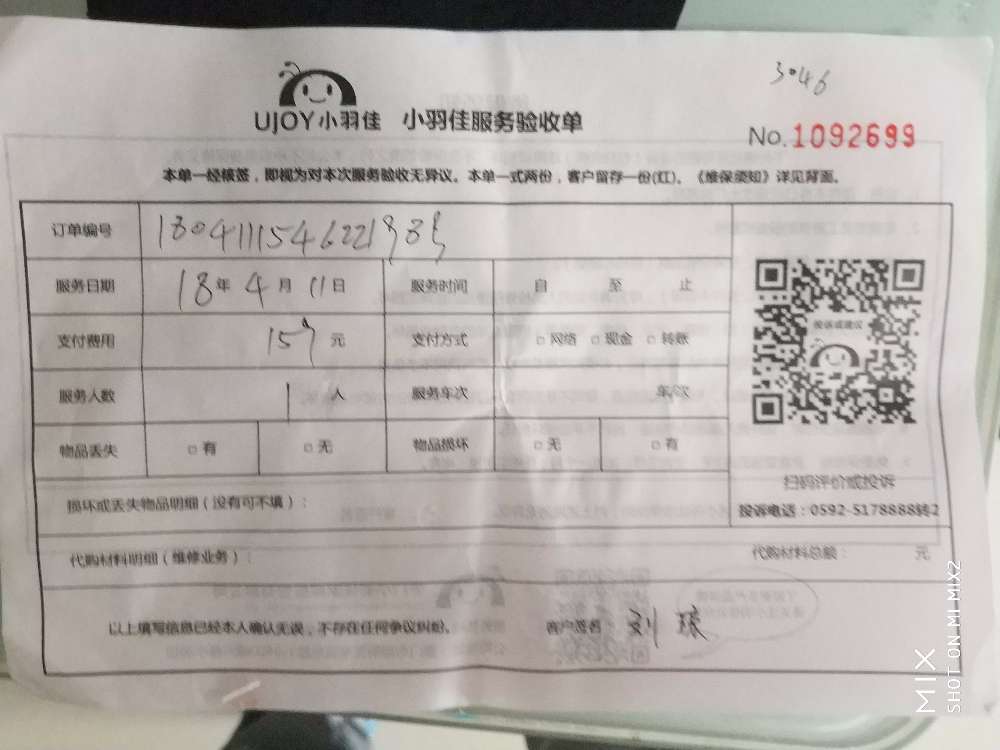 3046
UJOY小羽佳 小羽佳服务验收单
No.1092699
本单一经核签，即视为对本次服务验收无异议。本单一式两份，客户留存一份(红)。《维保须知》详见背面。
订单编号
服务日期 18年 4月 11日 服务时间 自 至 止
支付费用 159 元 支付方式 □网络 □现金 □转账
投诉或建议
服务人数 1 人 服务车次 车/次
物品丢失 □有 □无 物品损坏 □无 □有
扫码评价或投诉
损坏或丢失物品明细（没有可不填）：
投诉电话：0592-5178888转2
代购材料明细（维修业务）： 代购材料总额： 元
以上填写信息已经本人确认无误，不存在任何争议纠纷。 客户签名：刘
MIX
SHOT ON MI MIX2